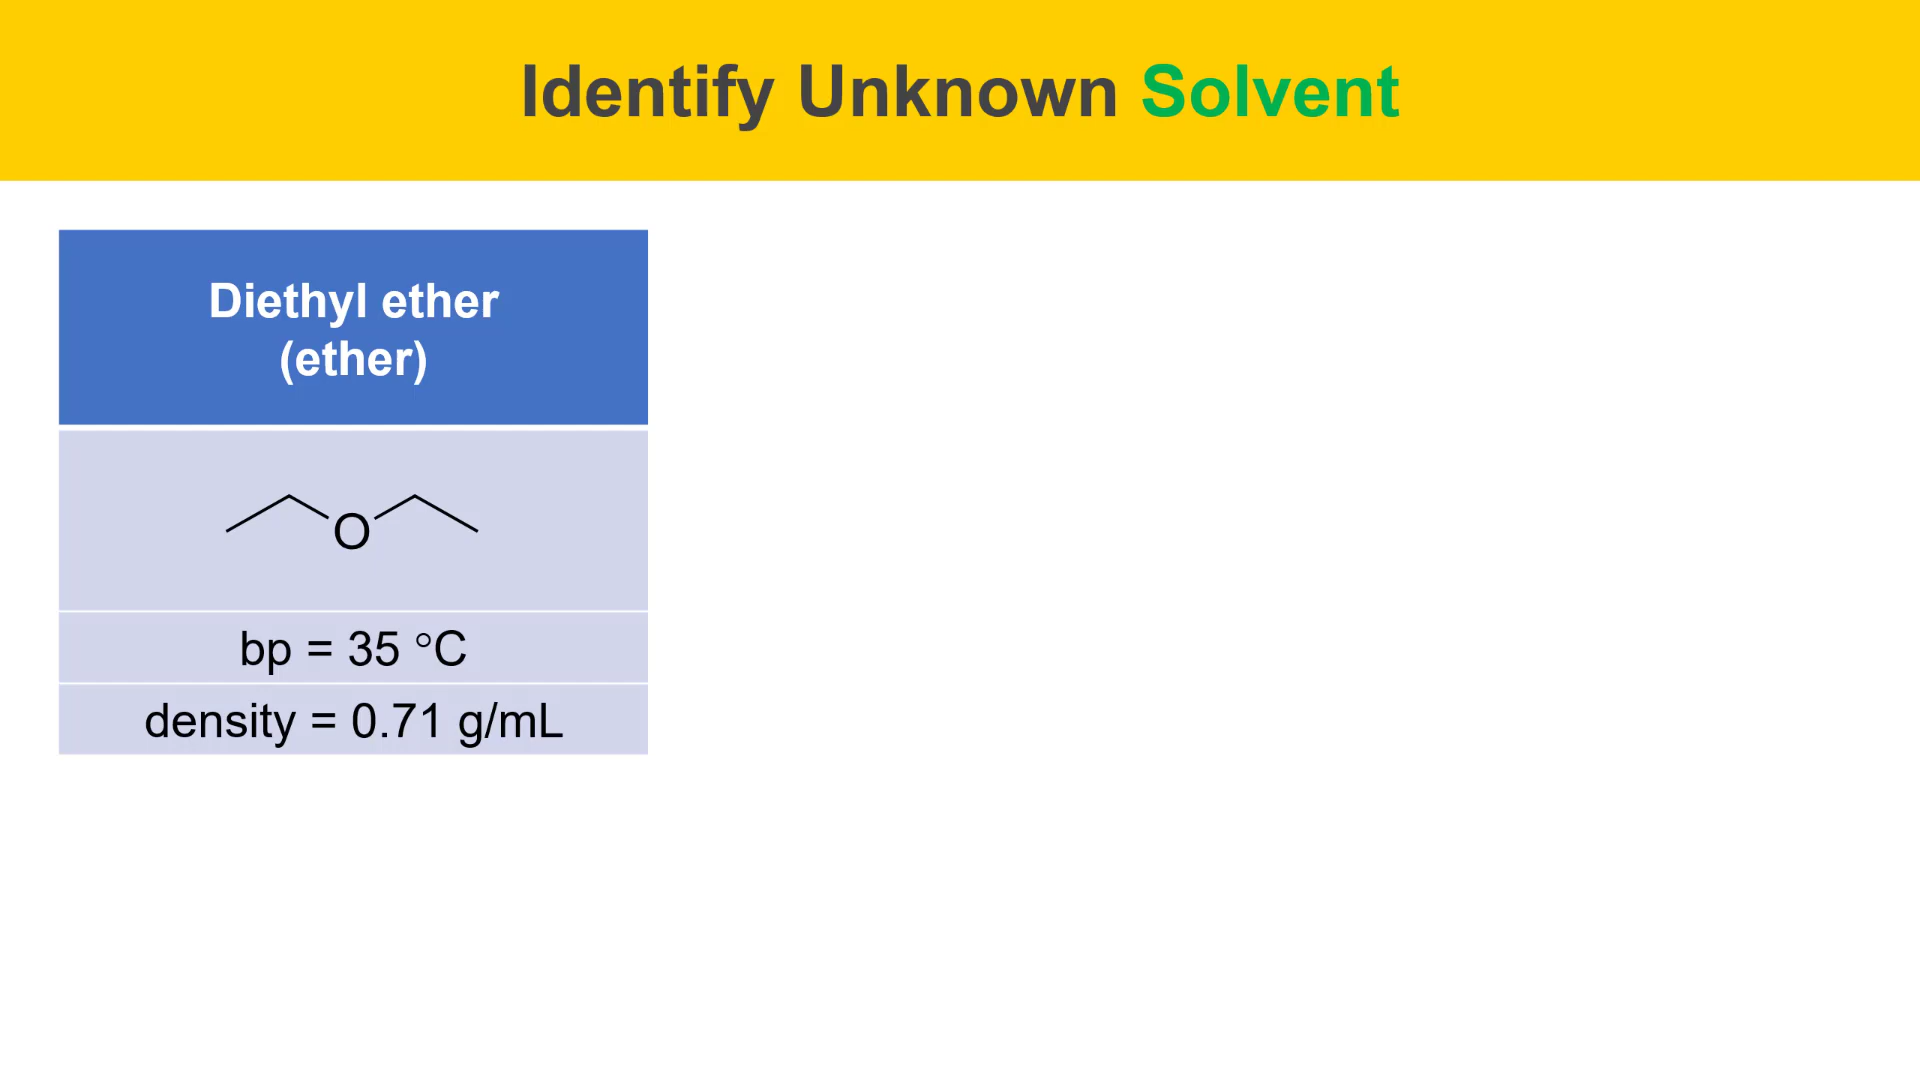 Identify Unknown Solvent
Diethyl ether
(ether)
O
bp = 35 °C
density = 0.71 g/mL